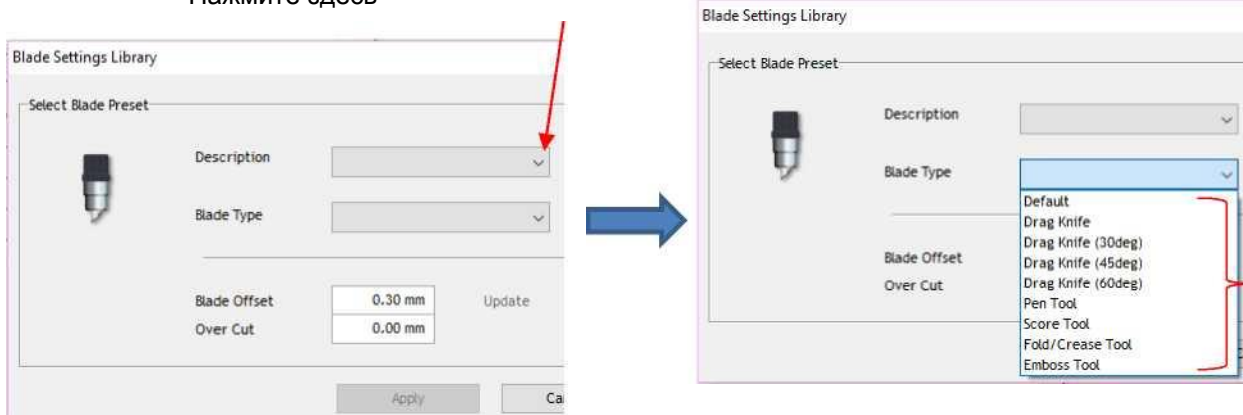 Нажмите здесь
Blade Settings Library
Select Blade Preset
Description
Blade Type
Blade Offset
0.30 mm
Update
Over Cut
0.00 mm
Apply
Blade Settings Library
Select Blade Preset
Description
Blade Type
Default
Drag Knife
Drag Knife (30deg)
Drag Knife (45deg)
Drag Knife (60deg)
Pen Tool
Score Tool
Fold/Crease Tool
Emboss Tool
Blade Offset
Over Cut